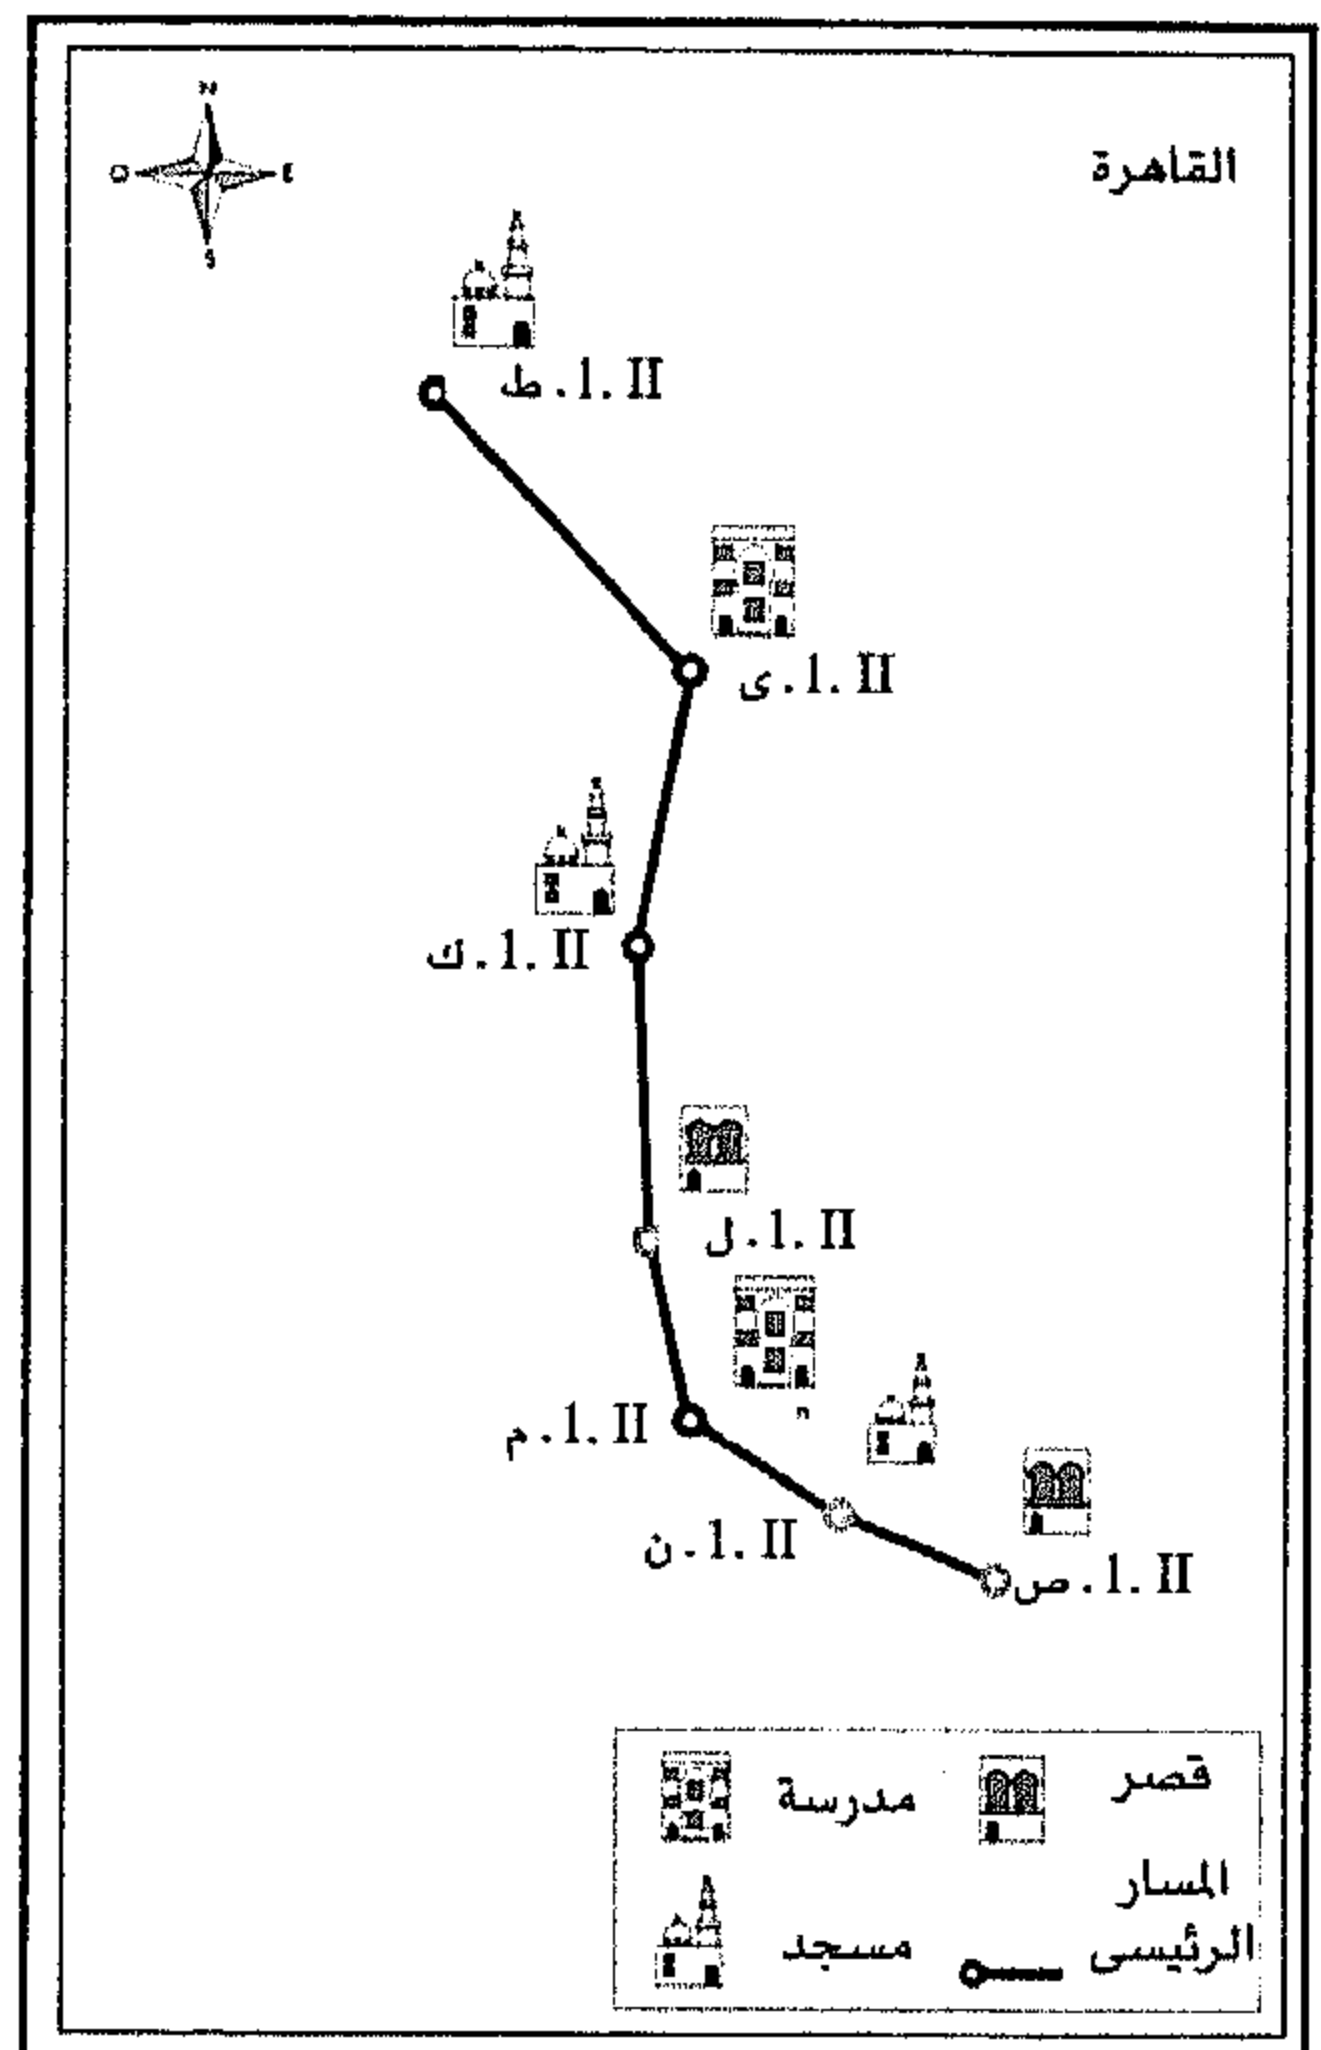 القاهرة
N
O
E
S
II.1.ط
II.1.ى
II.1.ك
II.1.ل
II.1.م
II.1.ن
II.1.ص
قصر
مدرسة
المسار
الرئيسى
مسجد